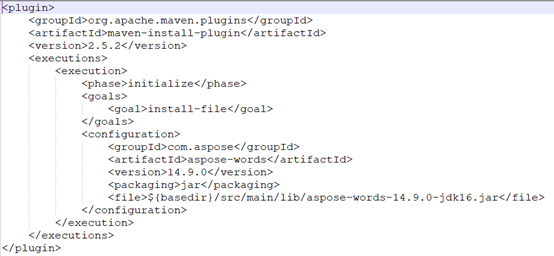 <plugin>
    <groupId>org.apache.maven.plugins</groupId>
    <artifactId>maven-install-plugin</artifactId>
    <version>2.5.2</version>
    <executions>
        <execution>
            <phase>initialize</phase>
            <goals>
                <goal>install-file</goal>
            </goals>
            <configuration>
                <groupId>com.aspose</groupId>
                <artifactId>aspose-words</artifactId>
                <version>14.9.0</version>
                <packaging>jar</packaging>
                <file>${basedir}/src/main/lib/aspose-words-14.9.0-jdk16.jar</file>
            </configuration>
        </execution>
    </executions>
</plugin>